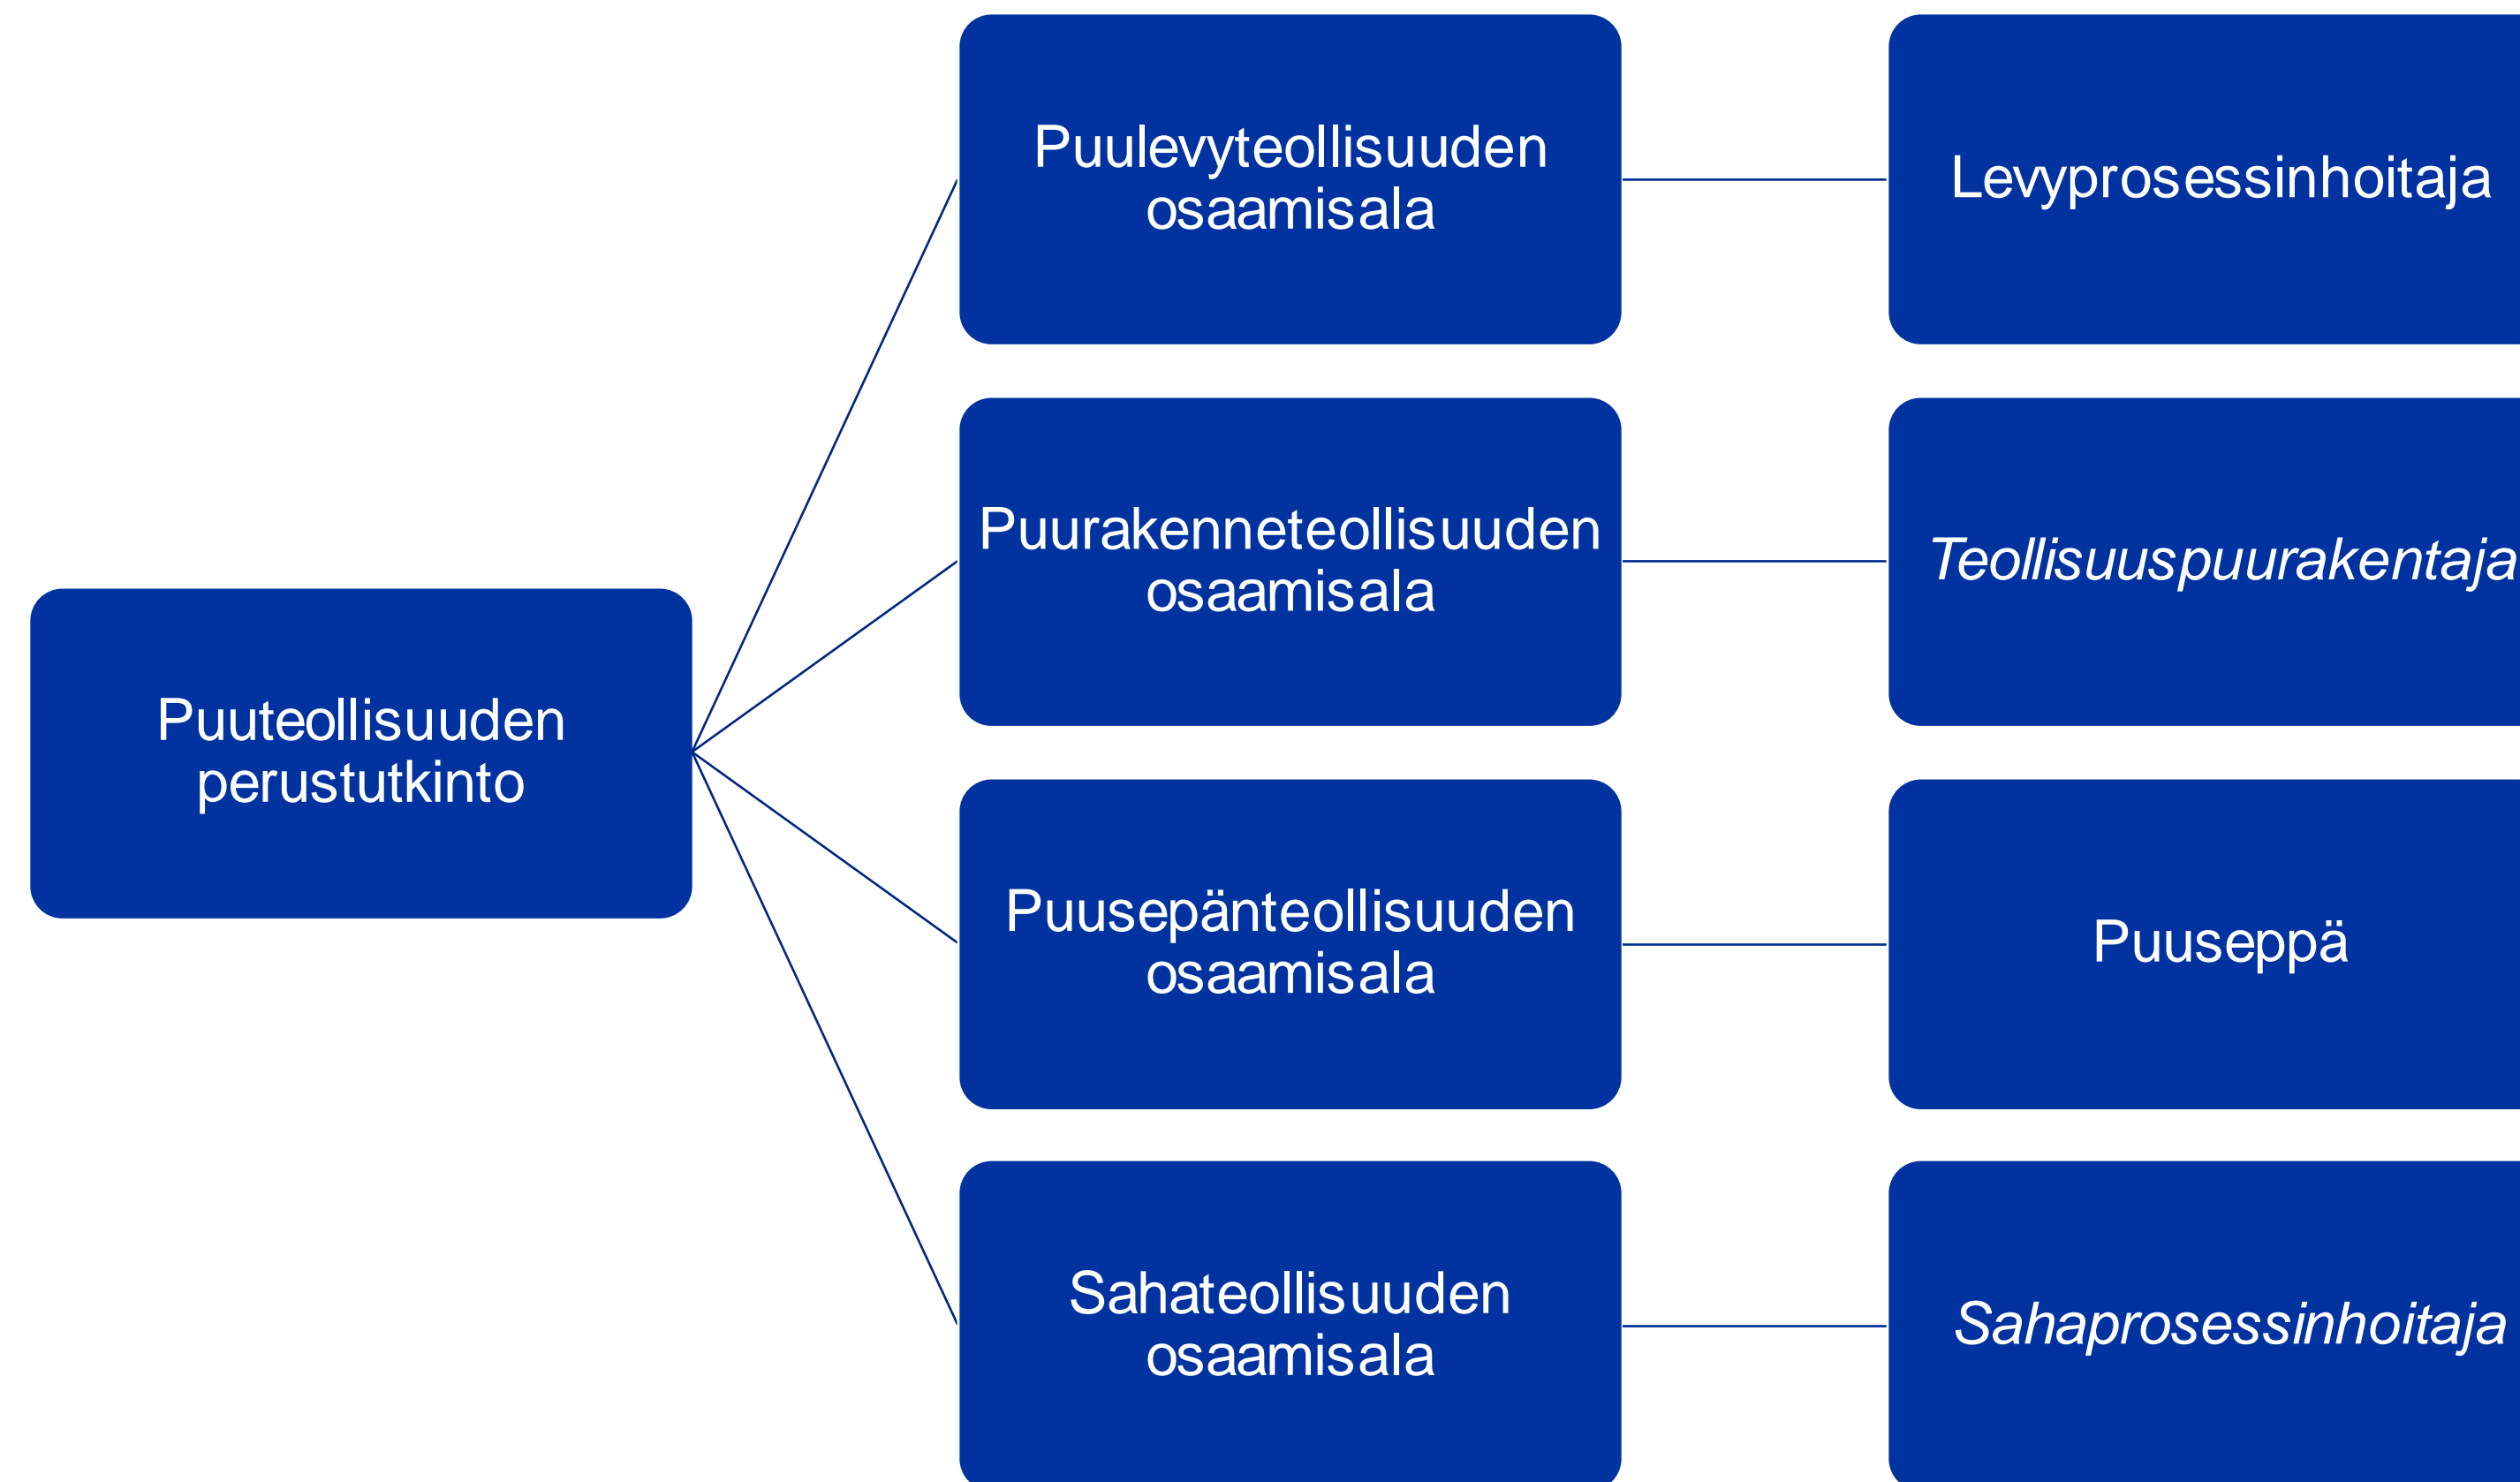 Puuteollisuuden
perustutkinto
Puulevyteollisuuden
osaamisala
Levyprosessinhoitaja
Puurakenneteollisuuden
osaamisala
Teollisuuspuurakentaja
Puusepänteollisuuden
osaamisala
Puuseppä
Sahateollisuuden
osaamisala
Sahaprosessinhoitaja